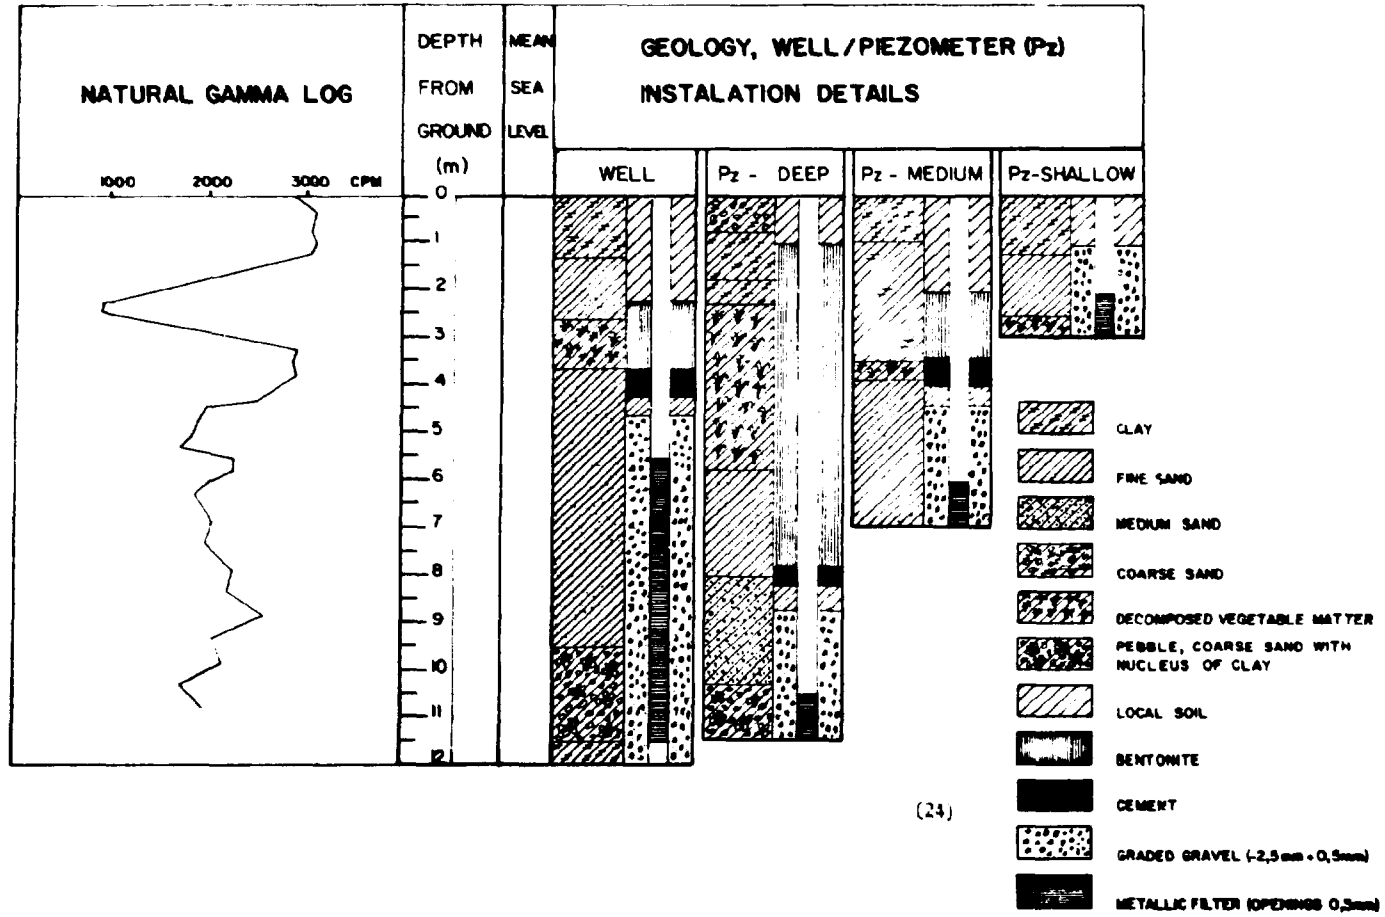 NATURAL GAMMA LOG
1000 2000 3000 CPM
DEPTH
FROM
GROUND
(m)
MEAN
SEA
LEVEL
GEOLOGY, WELL/PIEZOMETER (Pz)
INSTALATION DETAILS
WELL
Pz - DEEP
Pz - MEDIUM
Pz-SHALLOW
0
1
2
3
4
5
6
7
8
9
10
11
12
CLAY
FINE SAND
MEDIUM SAND
COARSE SAND
DECOMPOSED VEGETABLE MATTER
PEBBLE, COARSE SAND WITH
NUCLEUS OF CLAY
LOCAL SOIL
BENTONITE
CEMENT
GRADED GRAVEL (-2,5mm + 0,5mm)
METALLIC FILTER (OPENINGS 0,5mm)
(24)